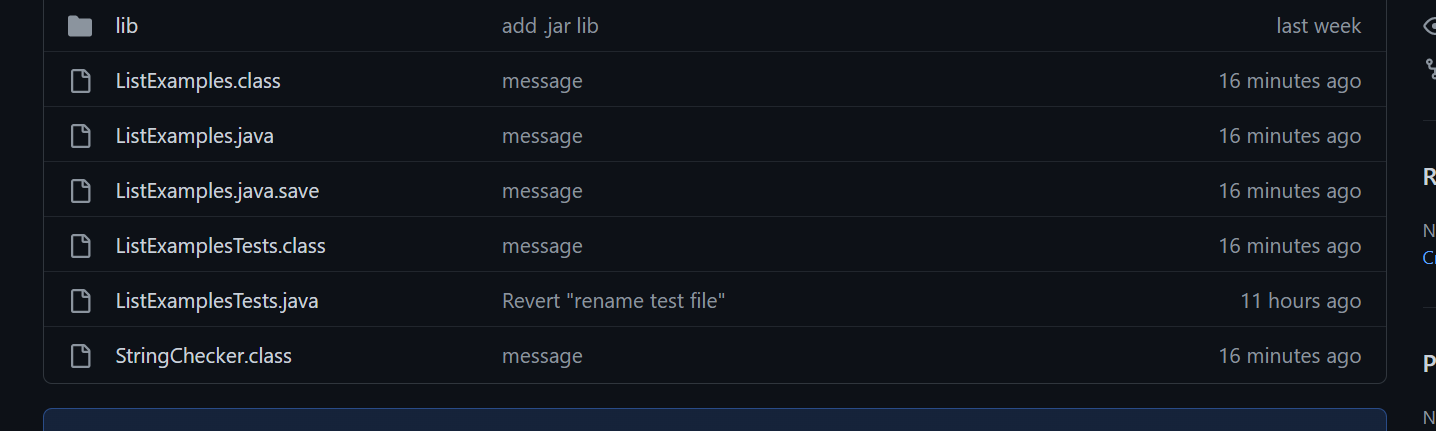 lib add .jar lib last week
ListExamples.class message 16 minutes ago
ListExamples.java message 16 minutes ago
R
ListExamples.java.save message 16 minutes ago
N
ListExamplesTests.class message 16 minutes ago
ListExamplesTests.java Revert "rename test file" 11 hours ago
StringChecker.class message 16 minutes ago
P
N